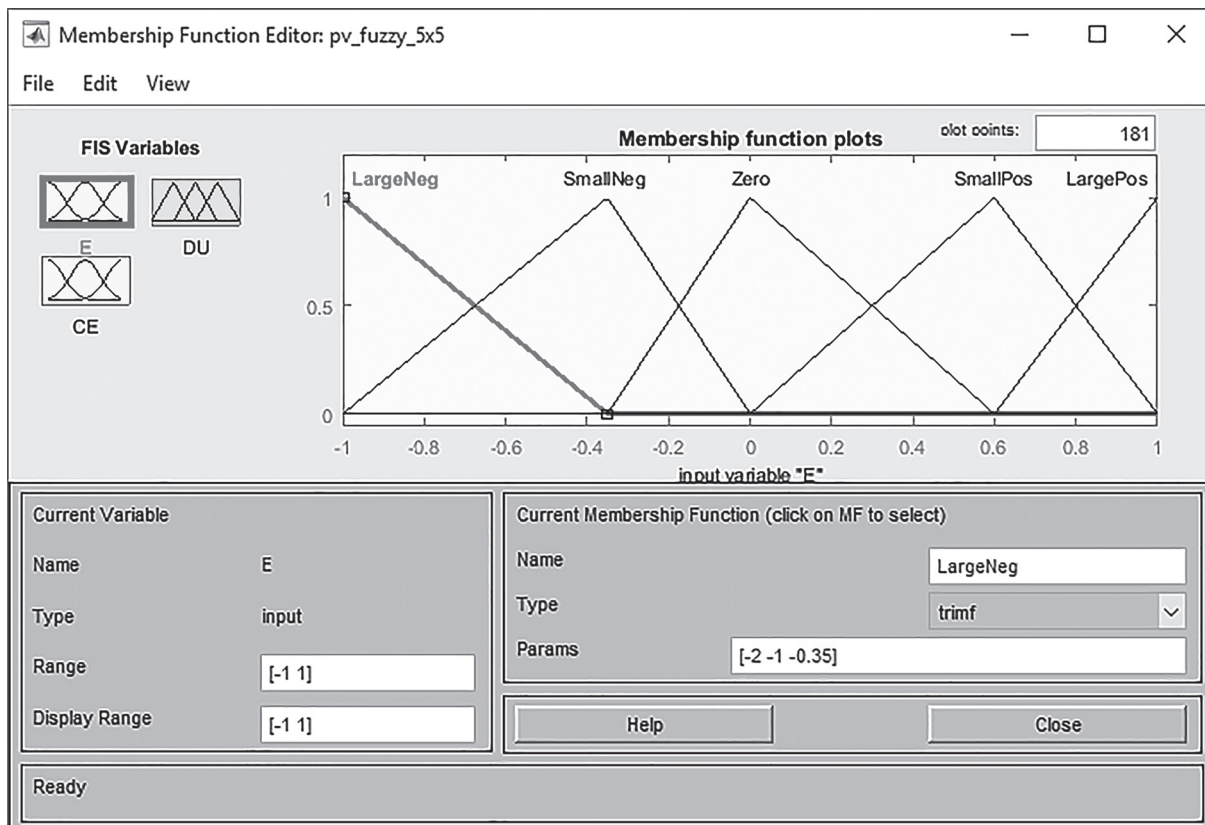 Membership Function Editor: pv_fuzzy_5x5
File Edit View
FIS Variables
E
DU
CE
Membership function plots
plot points:
181
LargeNeg SmallNeg Zero SmallPos LargePos
1
0.5
0
-1 -0.8 -0.6 -0.4 -0.2 0 0.2 0.4 0.6 0.8 1
input variable "E"
Current Variable
Name E
Type input
Range [-1 1]
Display Range [-1 1]
Current Membership Function (click on MF to select)
Name LargeNeg
Type trimf
Params [-2 -1 -0.35]
Help Close
Ready